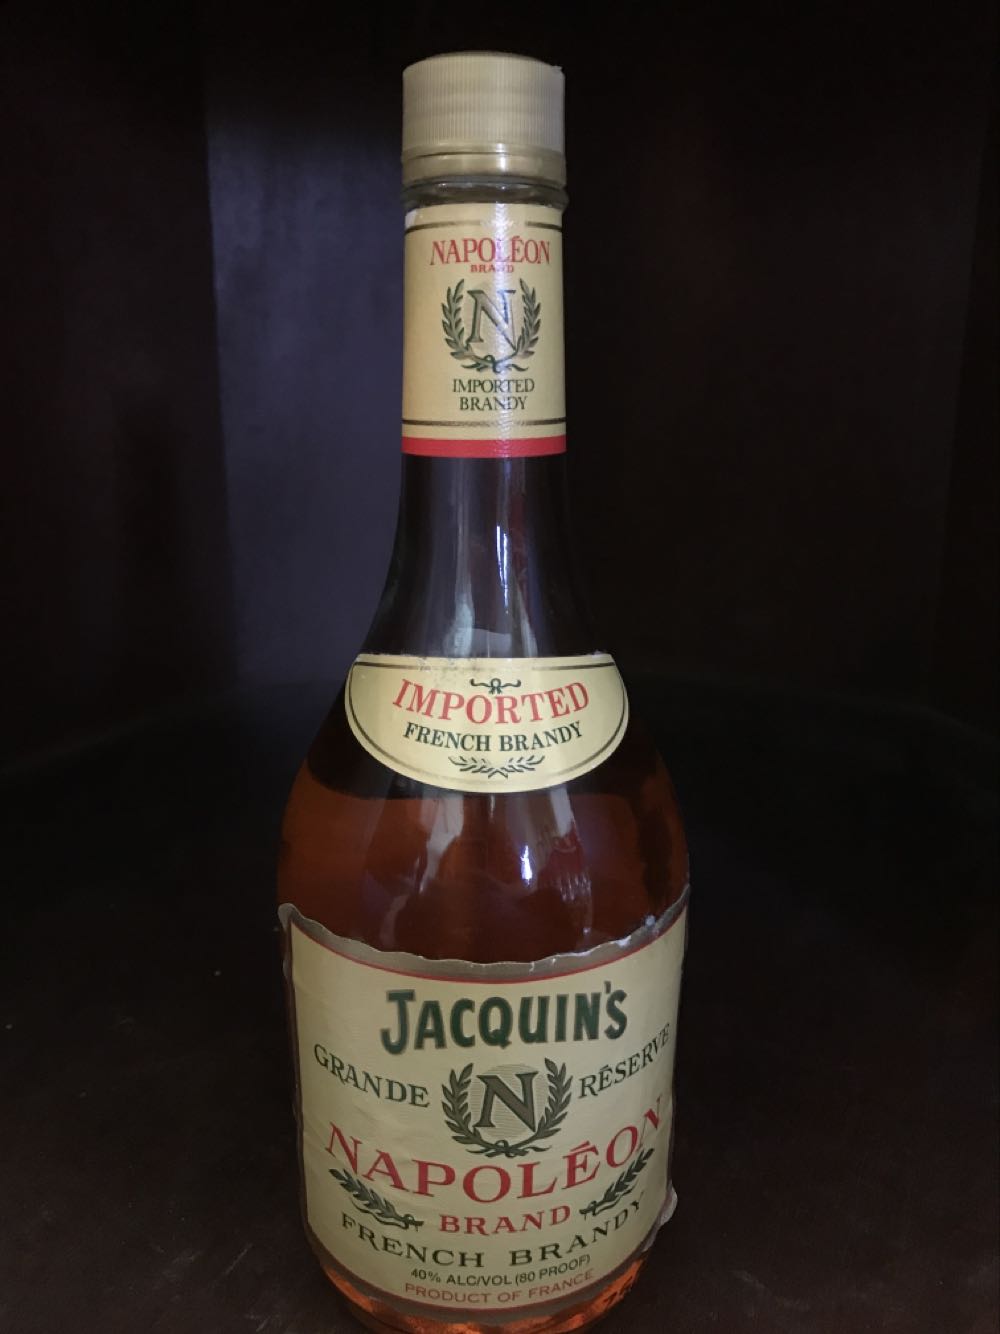 NAPOLÉON
BRAND
N
IMPORTED
BRANDY
IMPORTED
FRENCH BRANDY
JACQUIN'S
GRANDE RÉSERVE
N
NAPOLÉON
BRAND
FRENCH BRANDY
40% ALC/VOL (80 PROOF)
PRODUCT OF FRANCE